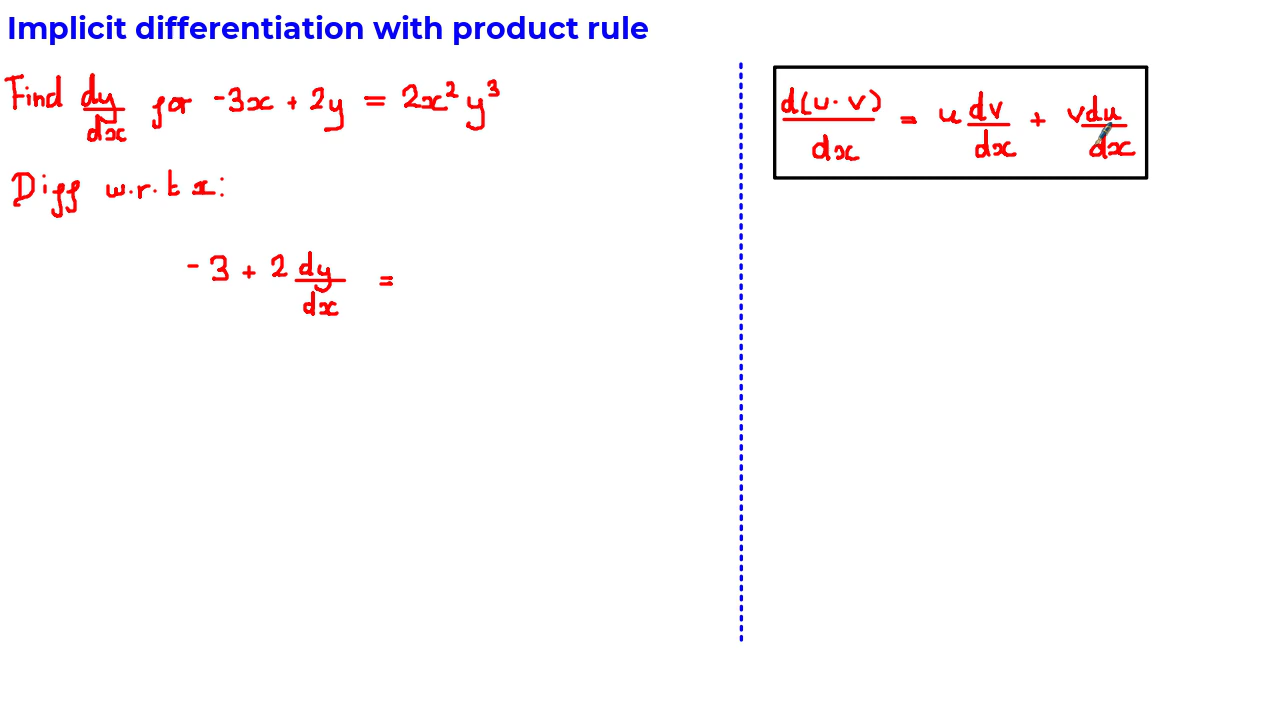 Implicit differentiation with product rule
Find dy/dx for -3x + 2y = 2x²y³
Diff w.r.t x:
-3 + 2 dy/dx =
d(u·v)/dx = u dv/dx + v du/dx